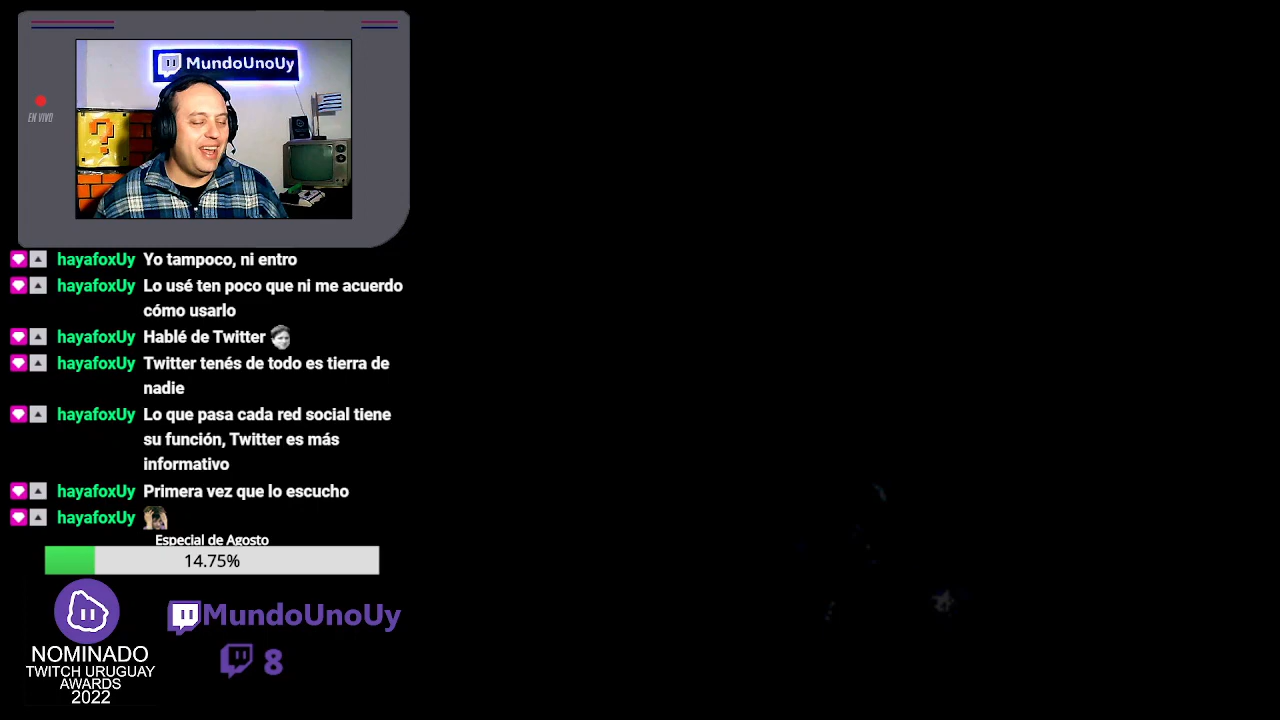 MundoUnoUy
EN VIVO
hayafoxUy Yo tampoco, ni entro
hayafoxUy Lo usé ten poco que ni me acuerdo
cómo usarlo
hayafoxUy Hablé de Twitter
hayafoxUy Twitter tenés de todo es tierra de
nadie
hayafoxUy Lo que pasa cada red social tiene
su función, Twitter es más
informativo
hayafoxUy Primera vez que lo escucho
hayafoxUy
Especial de Agosto
14.75%
MundoUnoUy
8
NOMINADO
TWITCH URUGUAY
AWARDS
2022